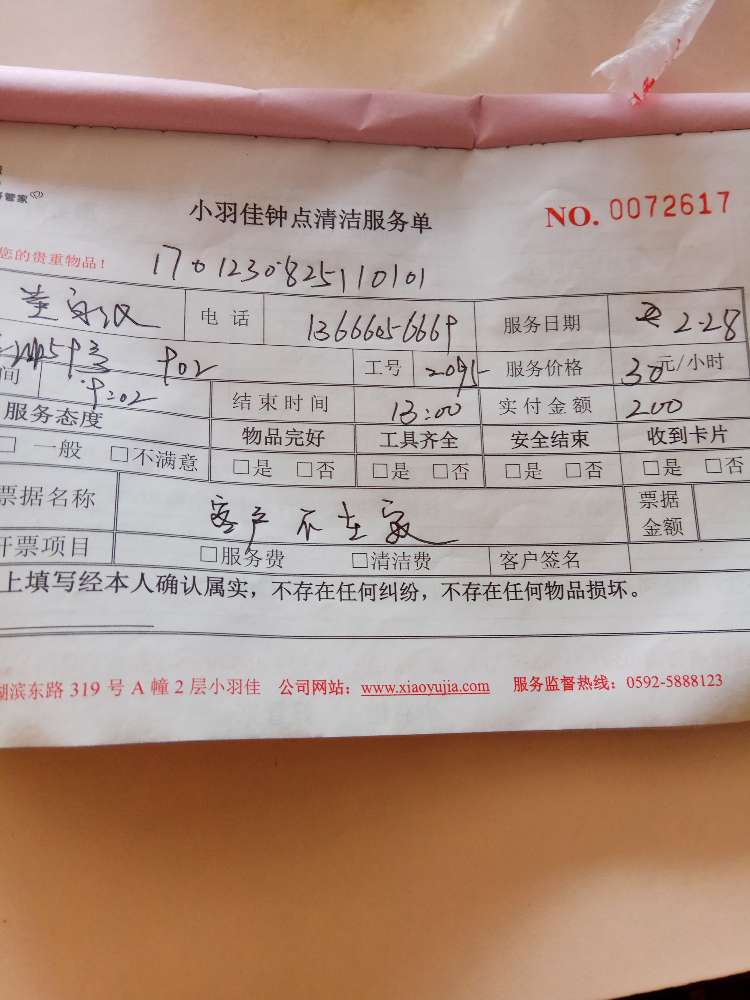 管家
小羽佳钟点清洁服务单
NO. 0072617
您的贵重物品!
170123082511010​1
电 话 服务日期 2-28
P02 工号 2095 服务价格 30元/小时
间 结束时间 13:00 实付金额 200
服务态度 物品完好 工具齐全 安全结束 收到卡片
□ 一般 □不满意 □是 □否 □是 □否 □是 □否 □是 □否
票据名称 客户不在家 票据金额
开票项目 □服务费 □清洁费 客户签名
上填写经本人确认属实，不存在任何纠纷，不存在任何物品损坏。
湖滨东路 319 号 A 幢 2 层小羽佳 公司网站：www.xiaoyujia.com 服务监督热线：0592-5888123